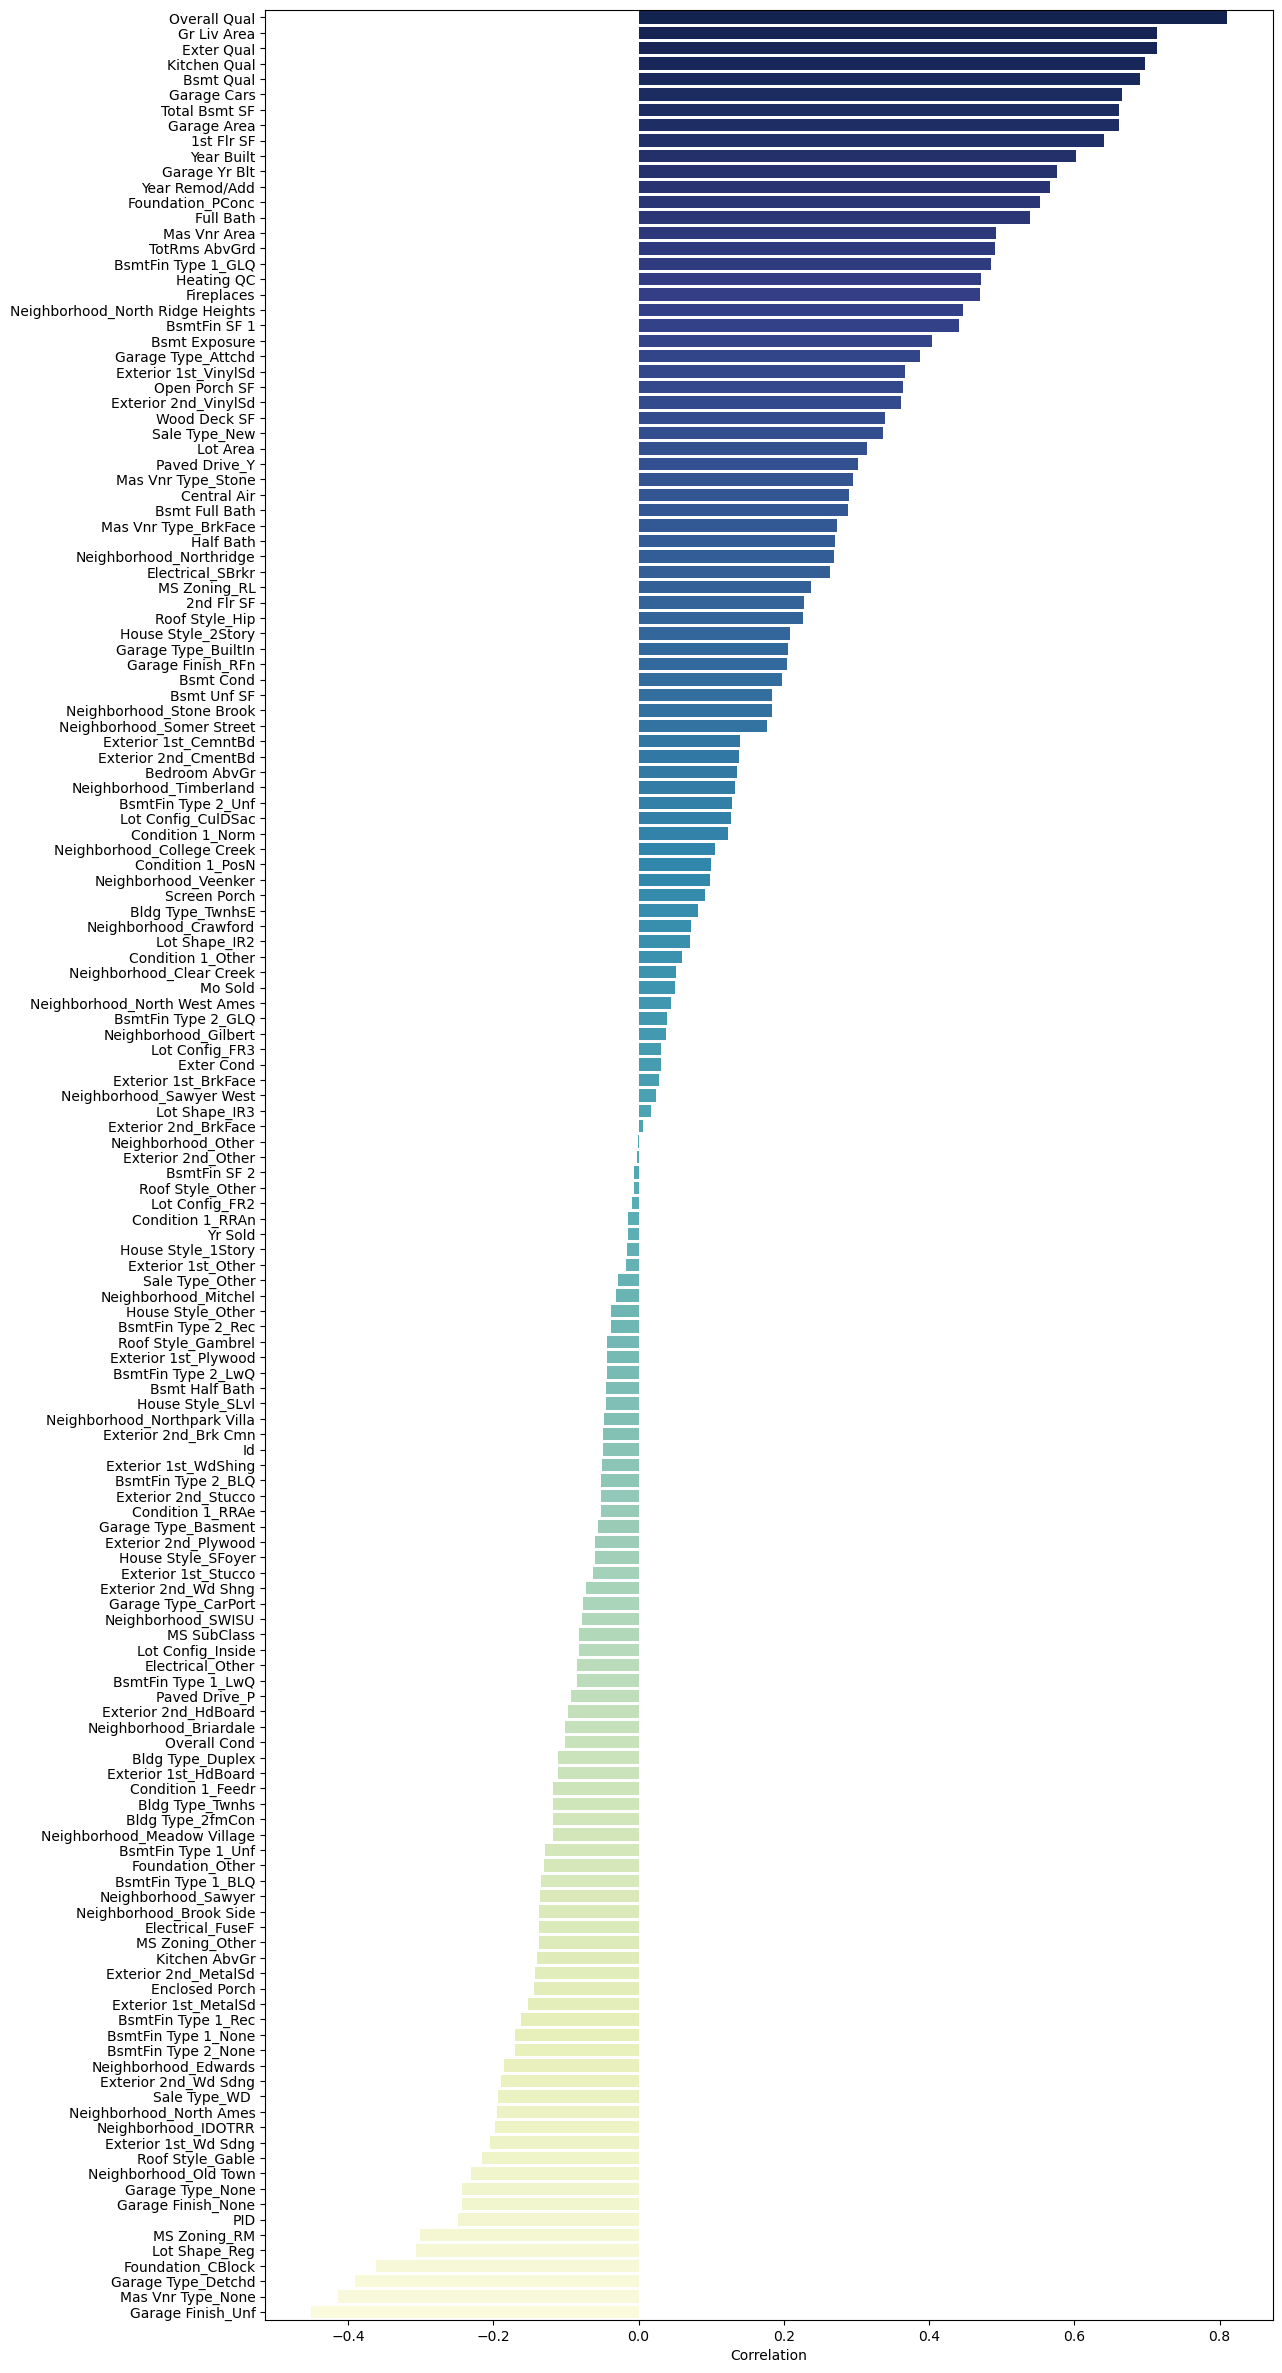 Overall Qual
Gr Liv Area
Exter Qual
Kitchen Qual
Bsmt Qual
Garage Cars
Total Bsmt SF
Garage Area
1st Flr SF
Year Built
Garage Yr Blt
Year Remod/Add
Foundation_PConc
Full Bath
Mas Vnr Area
TotRms AbvGrd
BsmtFin Type 1_GLQ
Heating QC
Fireplaces
Neighborhood_North Ridge Heights
BsmtFin SF 1
Bsmt Exposure
Garage Type_Attchd
Exterior 1st_VinylSd
Open Porch SF
Exterior 2nd_VinylSd
Wood Deck SF
Sale Type_New
Lot Area
Paved Drive_Y
Mas Vnr Type_Stone
Central Air
Bsmt Full Bath
Mas Vnr Type_BrkFace
Half Bath
Neighborhood_Northridge
Electrical_SBrkr
MS Zoning_RL
2nd Flr SF
Roof Style_Hip
House Style_2Story
Garage Type_BuiltIn
Garage Finish_RFn
Bsmt Cond
Bsmt Unf SF
Neighborhood_Stone Brook
Neighborhood_Somer Street
Exterior 1st_CemntBd
Exterior 2nd_CmentBd
Bedroom AbvGr
Neighborhood_Timberland
BsmtFin Type 2_Unf
Lot Config_CulDSac
Condition 1_Norm
Neighborhood_College Creek
Condition 1_PosN
Neighborhood_Veenker
Screen Porch
Bldg Type_TwnhsE
Neighborhood_Crawford
Lot Shape_IR2
Condition 1_Other
Neighborhood_Clear Creek
Mo Sold
Neighborhood_North West Ames
BsmtFin Type 2_GLQ
Neighborhood_Gilbert
Lot Config_FR3
Exter Cond
Exterior 1st_BrkFace
Neighborhood_Sawyer West
Lot Shape_IR3
Exterior 2nd_BrkFace
Neighborhood_Other
Exterior 2nd_Other
BsmtFin SF 2
Roof Style_Other
Lot Config_FR2
Condition 1_RRAn
Yr Sold
House Style_1Story
Exterior 1st_Other
Sale Type_Other
Neighborhood_Mitchel
House Style_Other
BsmtFin Type 2_Rec
Roof Style_Gambrel
Exterior 1st_Plywood
BsmtFin Type 2_LwQ
Bsmt Half Bath
House Style_SLvl
Neighborhood_Northpark Villa
Exterior 2nd_Brk Cmn
Id
Exterior 1st_WdShing
BsmtFin Type 2_BLQ
Exterior 2nd_Stucco
Condition 1_RRAe
Garage Type_Basment
Exterior 2nd_Plywood
House Style_SFoyer
Exterior 1st_Stucco
Exterior 2nd_Wd Shng
Garage Type_CarPort
Neighborhood_SWISU
MS SubClass
Lot Config_Inside
Electrical_Other
BsmtFin Type 1_LwQ
Paved Drive_P
Exterior 2nd_HdBoard
Neighborhood_Briardale
Overall Cond
Bldg Type_Duplex
Exterior 1st_HdBoard
Condition 1_Feedr
Bldg Type_Twnhs
Bldg Type_2fmCon
Neighborhood_Meadow Village
BsmtFin Type 1_Unf
Foundation_Other
BsmtFin Type 1_BLQ
Neighborhood_Sawyer
Neighborhood_Brook Side
Electrical_FuseF
MS Zoning_Other
Kitchen AbvGr
Exterior 2nd_MetalSd
Enclosed Porch
Exterior 1st_MetalSd
BsmtFin Type 1_Rec
BsmtFin Type 1_None
BsmtFin Type 2_None
Neighborhood_Edwards
Exterior 2nd_Wd Sdng
Sale Type_WD
Neighborhood_North Ames
Neighborhood_IDOTRR
Exterior 1st_Wd Sdng
Roof Style_Gable
Neighborhood_Old Town
Garage Type_None
Garage Finish_None
PID
MS Zoning_RM
Lot Shape_Reg
Foundation_CBlock
Garage Type_Detchd
Mas Vnr Type_None
Garage Finish_Unf
−0.4 −0.2 0.0 0.2 0.4 0.6 0.8
Correlation